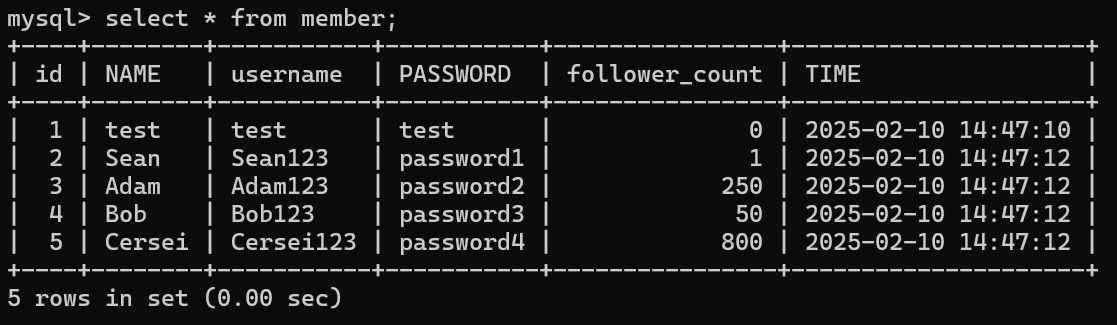 mysql> select * from member;
+----+--------+-----------+-----------+----------------+---------------------+
| id | NAME   | username  | PASSWORD  | follower_count | TIME                |
+----+--------+-----------+-----------+----------------+---------------------+
|  1 | test   | test      | test      |              0 | 2025-02-10 14:47:10 |
|  2 | Sean   | Sean123   | password1 |              1 | 2025-02-10 14:47:12 |
|  3 | Adam   | Adam123   | password2 |            250 | 2025-02-10 14:47:12 |
|  4 | Bob    | Bob123    | password3 |             50 | 2025-02-10 14:47:12 |
|  5 | Cersei | Cersei123 | password4 |            800 | 2025-02-10 14:47:12 |
+----+--------+-----------+-----------+----------------+---------------------+
5 rows in set (0.00 sec)